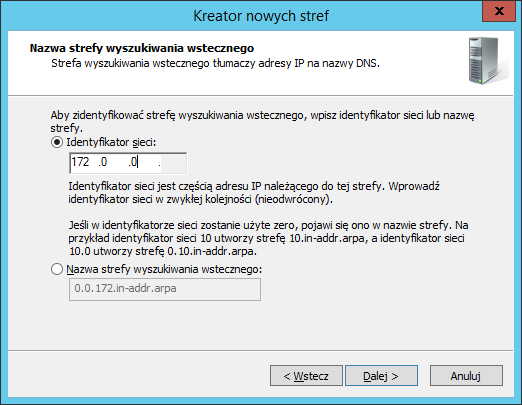 Kreator nowych stref
x
Nazwa strefy wyszukiwania wstecznego
Strefa wyszukiwania wstecznego tłumaczy adresy IP na nazwy DNS.
Aby zidentyfikować strefę wyszukiwania wstecznego, wpisz identyfikator sieci lub nazwę
strefy.
Identyfikator sieci:
172 .0 .0 .
Identyfikator sieci jest częścią adresu IP należącego do tej strefy. Wprowadź
identyfikator sieci w zwykłej kolejności (nieodwrócony).
Jeśli w identyfikatorze sieci zostanie użyte zero, pojawi się ono w nazwie strefy. Na
przykład identyfikator sieci 10 utworzy strefę 10.in-addr.arpa, a identyfikator sieci
10.0 utworzy strefę 0.10.in-addr.arpa.
Nazwa strefy wyszukiwania wstecznego:
0.0.172.in-addr.arpa
< Wstecz
Dalej >
Anuluj